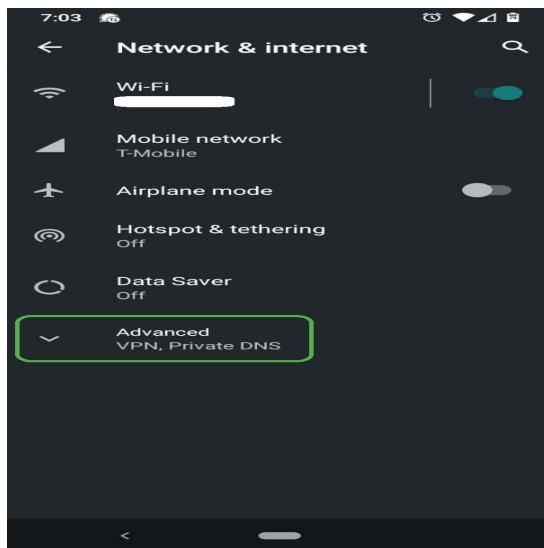 7:03
Network & internet
Wi-Fi
Mobile network
T-Mobile
Airplane mode
Hotspot & tethering
Off
Data Saver
Off
Advanced
VPN, Private DNS